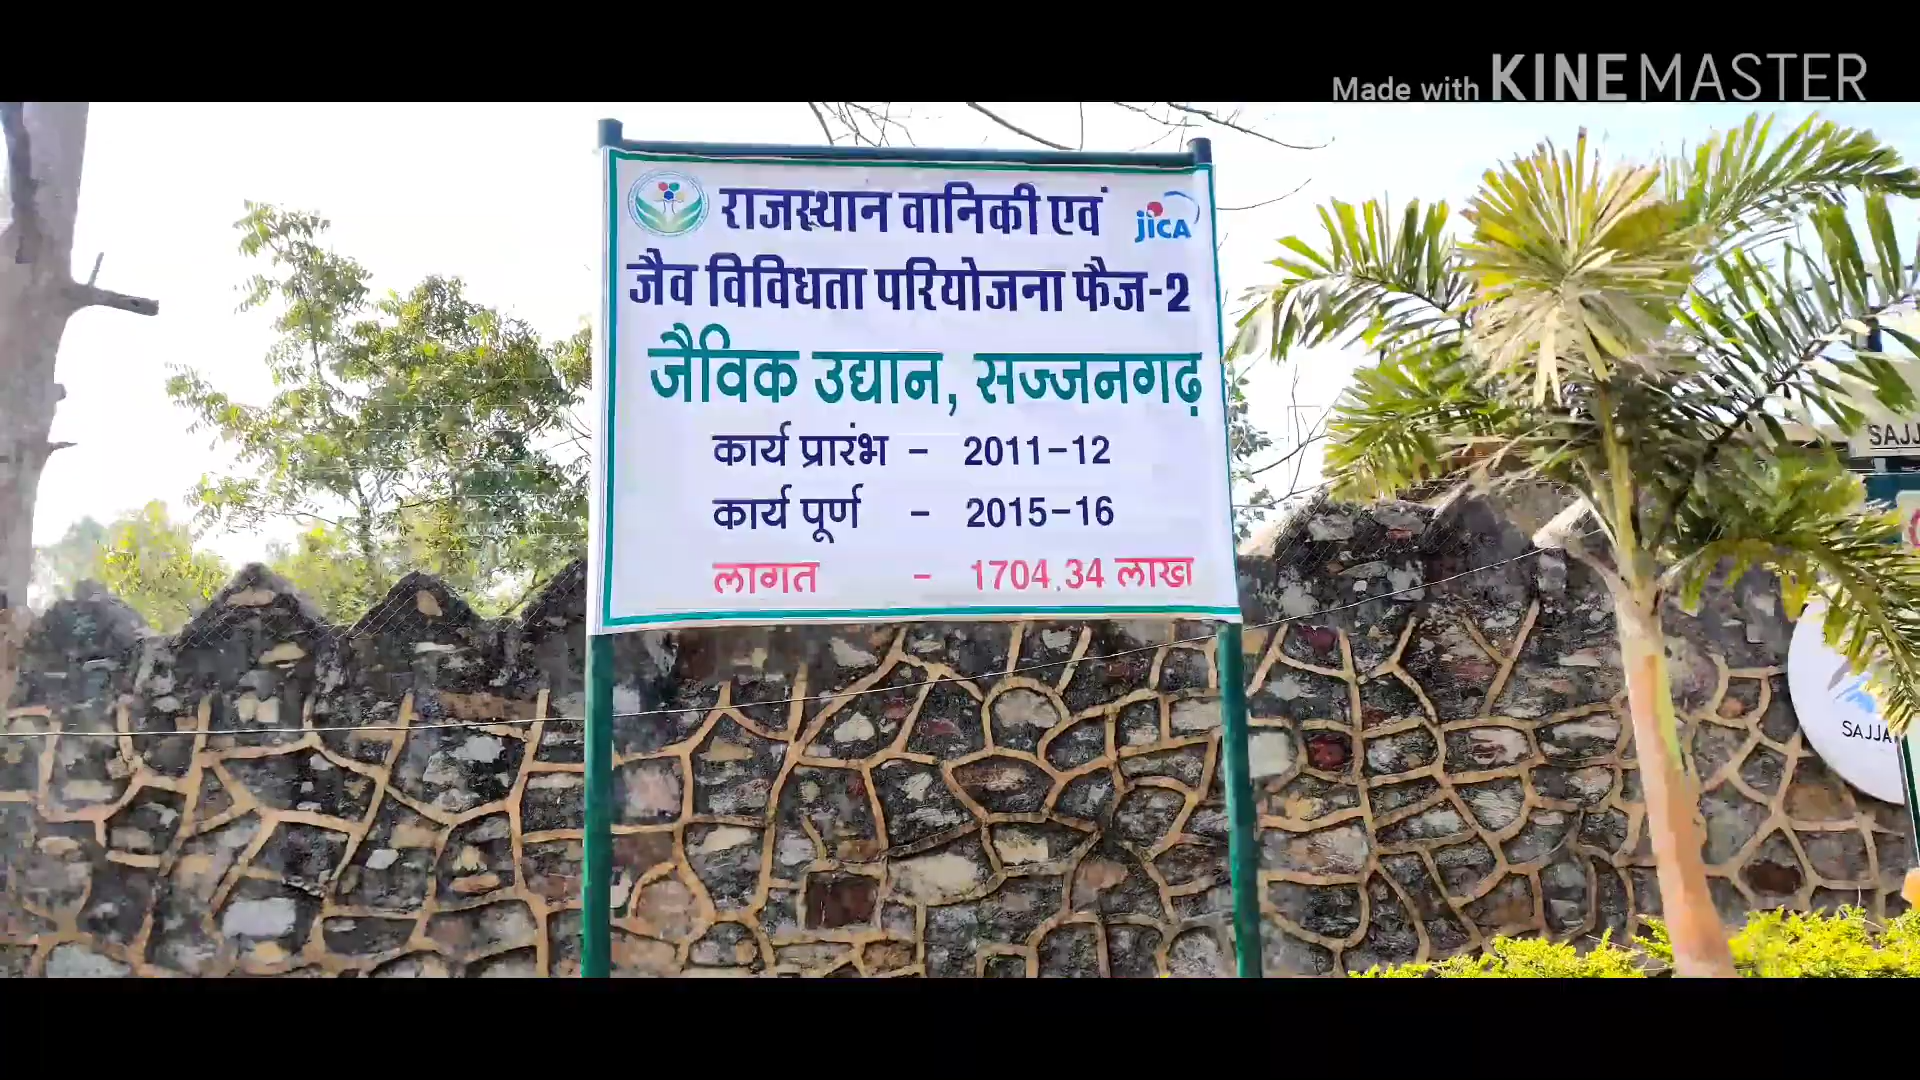 Made with KINEMASTER
राजस्थान वानिकी एवं
jICA
जैव विविधता परियोजना फैज-2
जैविक उद्यान, सज्जनगढ़
कार्य प्रारंभ - 2011-12
कार्य पूर्ण - 2015-16
लागत - 1704.34 लाख
SAJJ
SAJJA